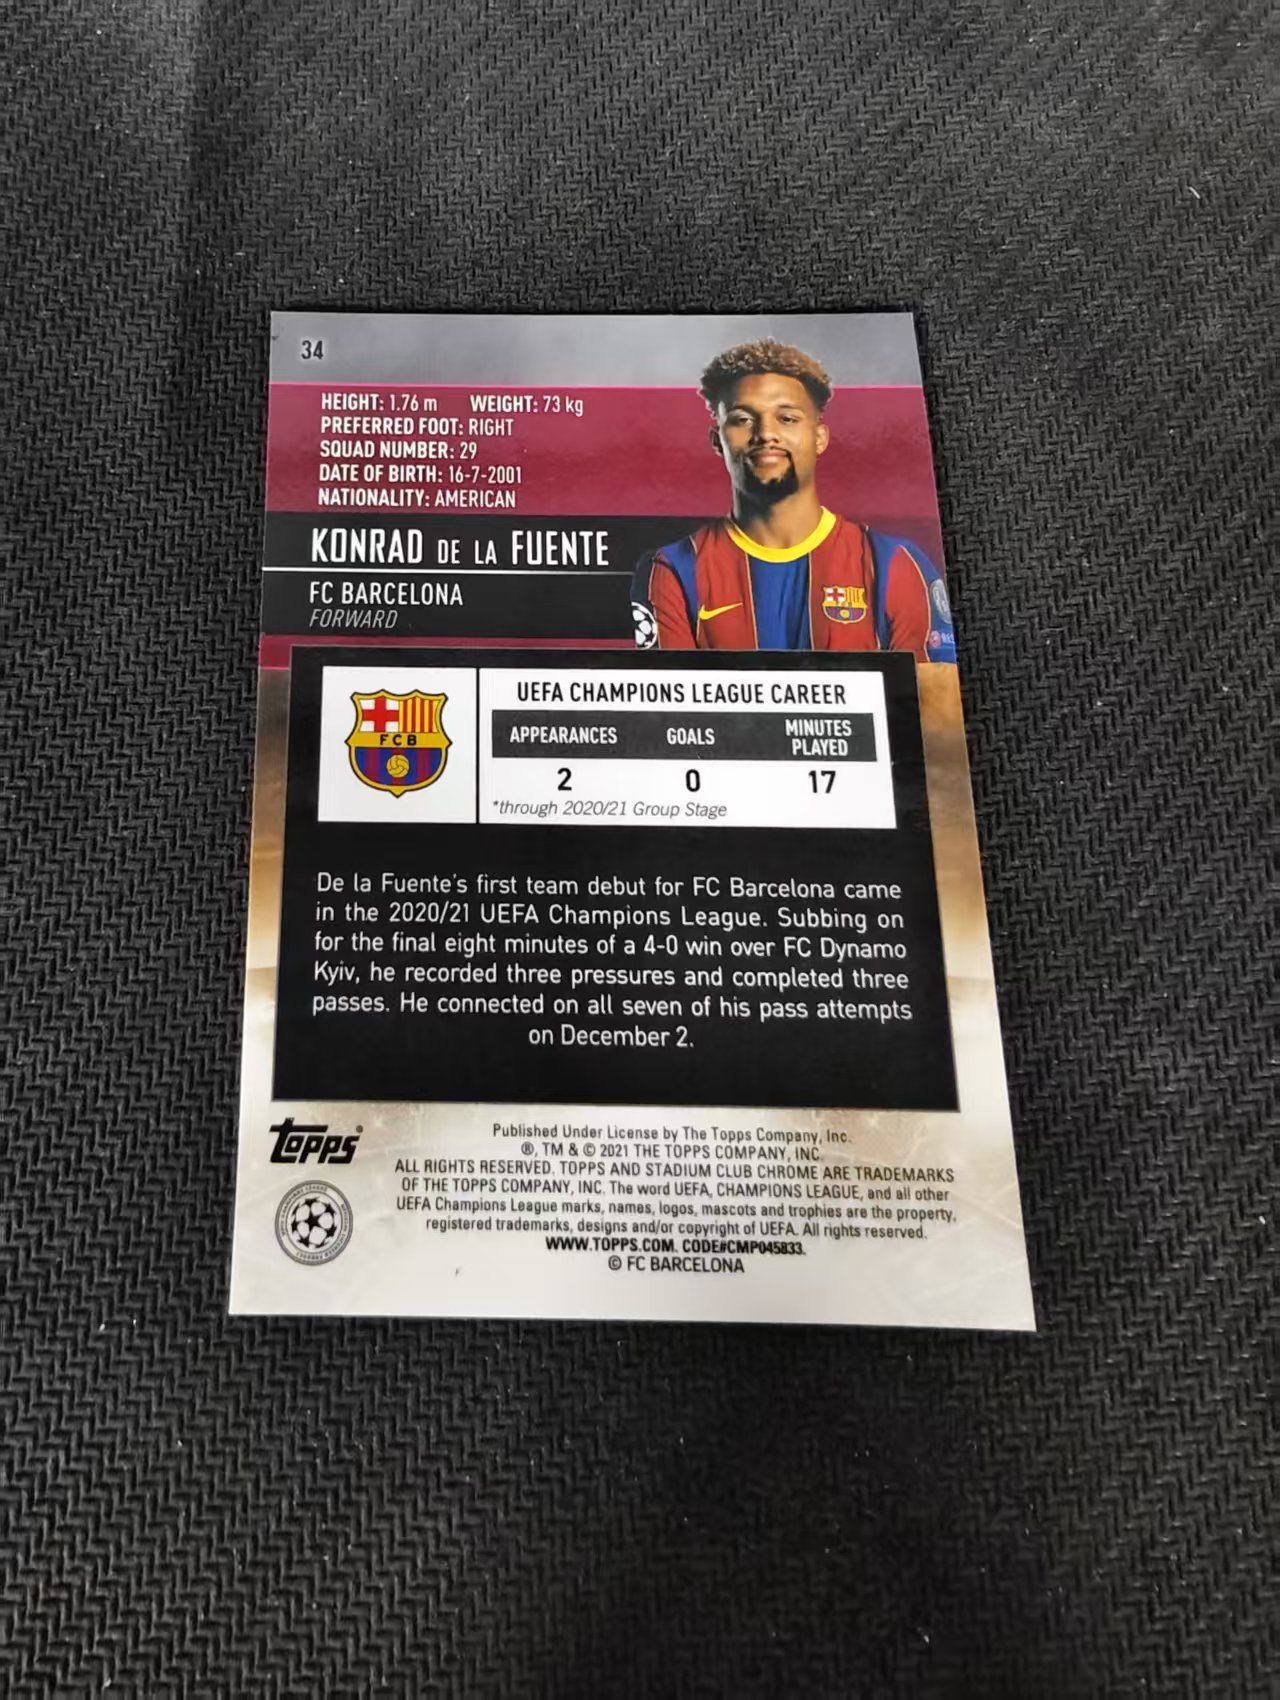 34
HEIGHT: 1.76 m WEIGHT: 73 kg
PREFERRED FOOT: RIGHT
SQUAD NUMBER: 29
DATE OF BIRTH: 16-7-2001
NATIONALITY: AMERICAN
KONRAD DE LA FUENTE
FC BARCELONA
FORWARD
FCB
UEFA CHAMPIONS LEAGUE CAREER
APPEARANCES GOALS MINUTES PLAYED
2 0 17
*through 2020/21 Group Stage
De la Fuente's first team debut for FC Barcelona came
in the 2020/21 UEFA Champions League. Subbing on
for the final eight minutes of a 4-0 win over FC Dynamo
Kyiv, he recorded three pressures and completed three
passes. He connected on all seven of his pass attempts
on December 2.
Topps®
Published Under License by The Topps Company, Inc.
®, TM & © 2021 THE TOPPS COMPANY, INC.
ALL RIGHTS RESERVED. TOPPS AND STADIUM CLUB CHROME ARE TRADEMARKS
OF THE TOPPS COMPANY, INC. The word UEFA, CHAMPIONS LEAGUE, and all other
UEFA Champions League marks, names, logos, mascots and trophies are the property,
registered trademarks, designs and/or copyright of UEFA. All rights reserved.
WWW.TOPPS.COM. CODE#CMP045833.
© FC BARCELONA